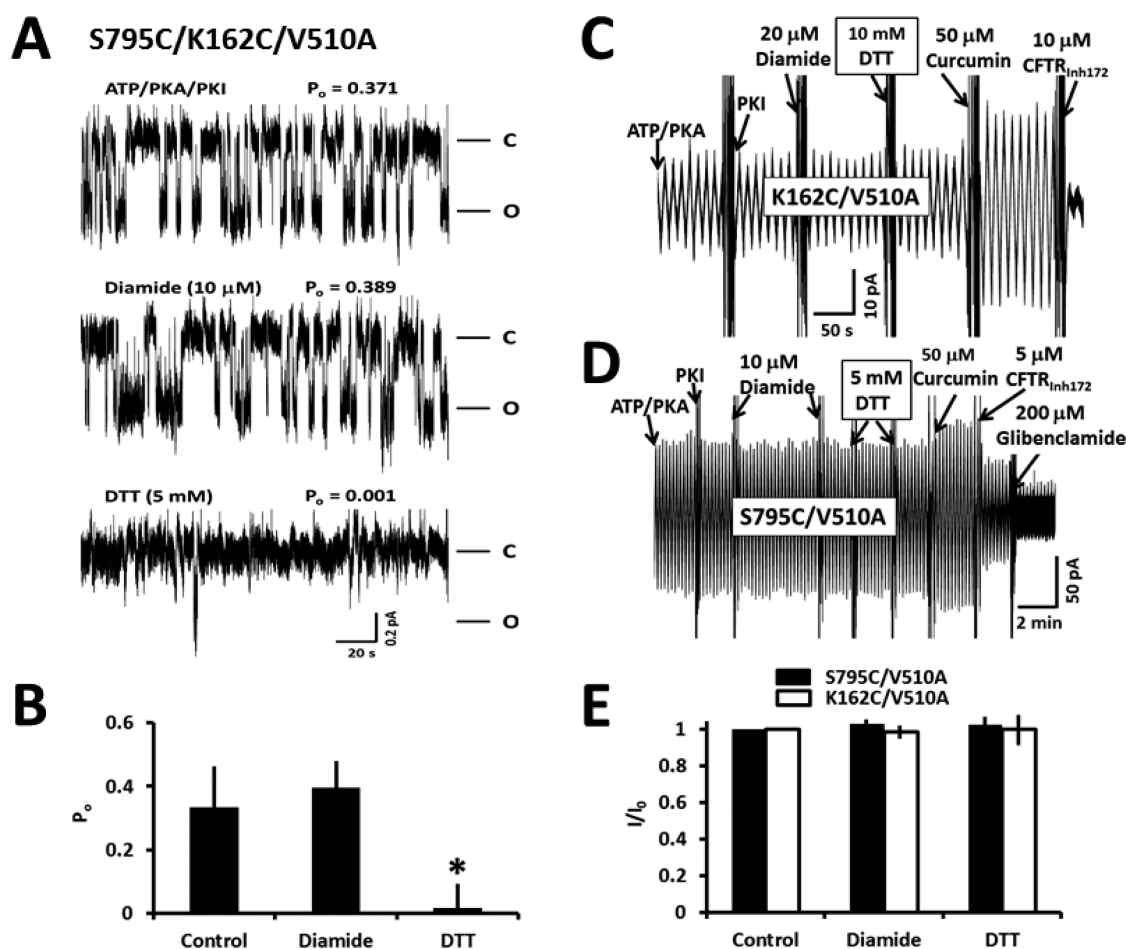 A
S795C/K162C/V510A
ATP/PKA/PKI
Pₒ = 0.371
C
O
Diamide (10 μM)
Pₒ = 0.389
C
O
DTT (5 mM)
Pₒ = 0.001
C
O
0.2 pA
20 s
B
Pₒ
0.6
0.4
0.2
0
*
Control
Diamide
DTT
C
ATP/PKA
PKI
20 μM
Diamide
10 mM
DTT
50 μM
Curcumin
10 μM
CFTRInh172
K162C/V510A
10 pA
50 s
D
ATP/PKA
PKI
10 μM
Diamide
5 mM
DTT
50 μM
Curcumin
5 μM
CFTRInh172
200 μM
Glibenclamide
S795C/V510A
50 pA
2 min
E
S795C/V510A
K162C/V510A
I/I₀
1
0.8
0.6
0.4
0.2
0
Control
Diamide
DTT